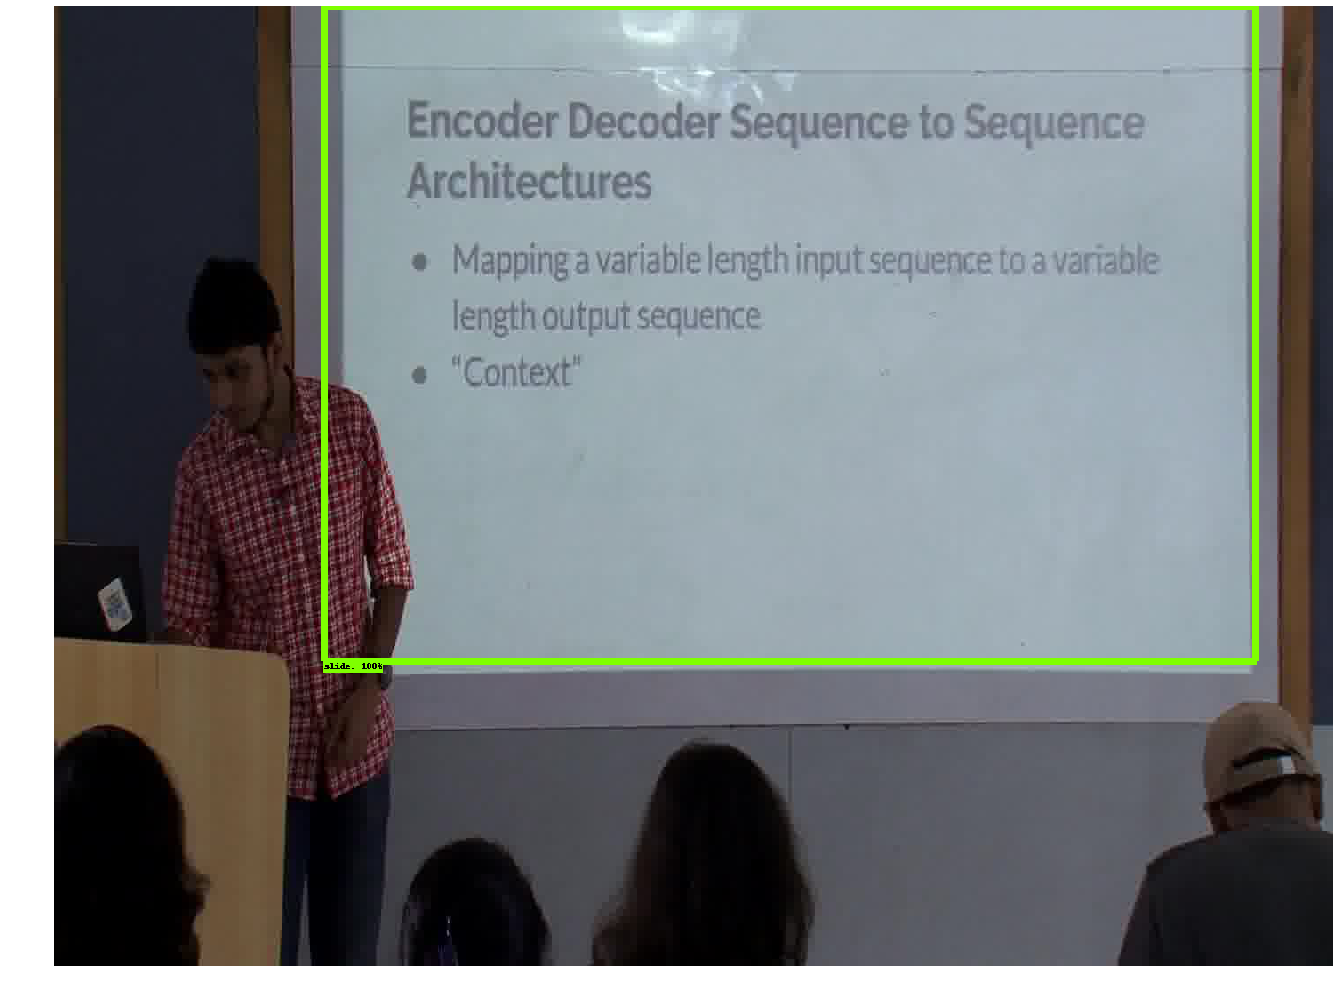 Encoder Decoder Sequence to Sequence
Architectures
● Mapping a variable length input sequence to a variable
length output sequence
● "Context"
slide. 100%